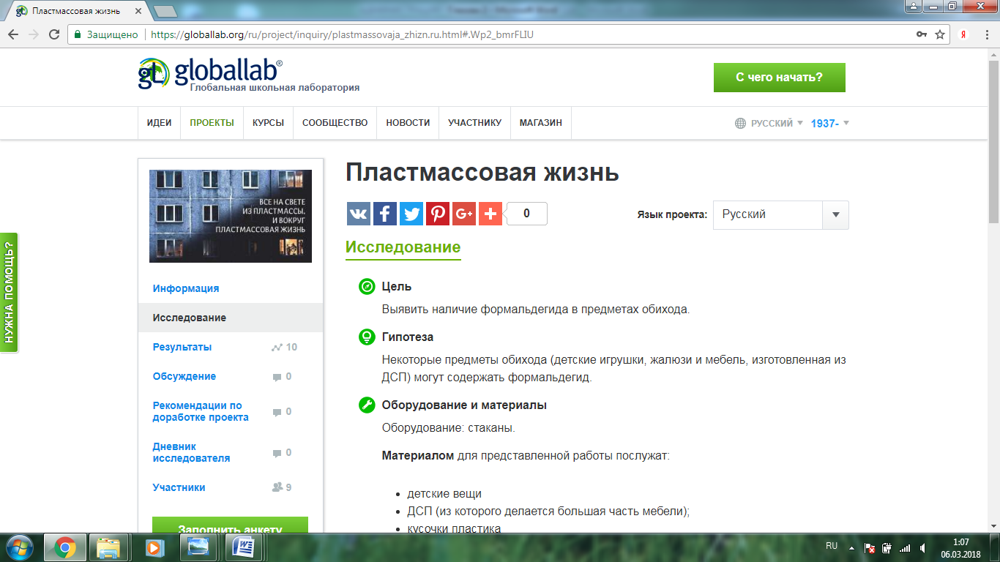 Пластмассовая жизнь
Защищено
https://globallab.org/ru/project/inquiry/plastmassovaja_zhizn.ru.html#.Wp2_bmrFLIU
globallab®
Глобальная школьная лаборатория
С чего начать?
ИДЕИ
ПРОЕКТЫ
КУРСЫ
СООБЩЕСТВО
НОВОСТИ
УЧАСТНИКУ
МАГАЗИН
РУССКИЙ
1937-
НУЖНА ПОМОЩЬ?
ВСЕ НА СВЕТЕ
ИЗ ПЛАСТМАССЫ,
И ВОКРУГ
ПЛАСТМАССОВАЯ ЖИЗНЬ
Информация
Исследование
Результаты 10
Обсуждение 0
Рекомендации по
доработке проекта 0
Дневник
исследователя 0
Участники 9
Заполнить анкету
Пластмассовая жизнь
0
Язык проекта: Русский
Исследование
Цель
Выявить наличие формальдегида в предметах обихода.
Гипотеза
Некоторые предметы обихода (детские игрушки, жалюзи и мебель, изготовленная из
ДСП) могут содержать формальдегид.
Оборудование и материалы
Оборудование: стаканы.
Материалом для представленной работы послужат:
детские вещи
ДСП (из которого делается большая часть мебели);
кусочки пластика
RU
1:07
06.03.2018